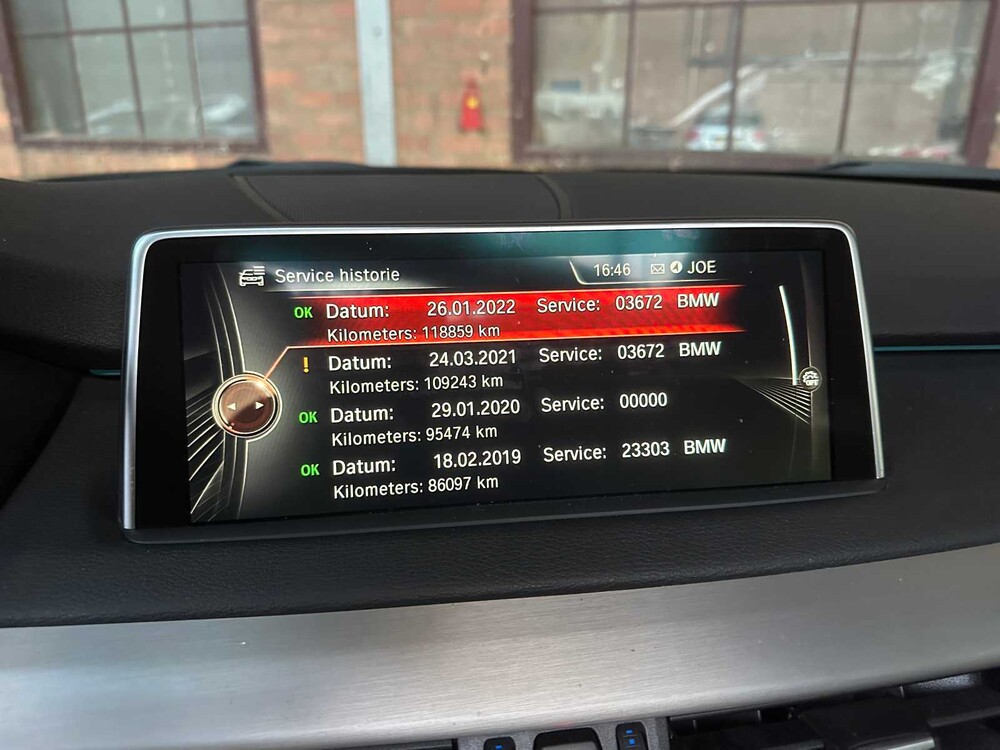 Service historie 16:46 JOE
OK Datum: 26.01.2022 Service: 03672 BMW
Kilometers: 118859 km
! Datum: 24.03.2021 Service: 03672 BMW
Kilometers: 109243 km
OK Datum: 29.01.2020 Service: 00000
Kilometers: 95474 km
OK Datum: 18.02.2019 Service: 23303 BMW
Kilometers: 86097 km
OFF